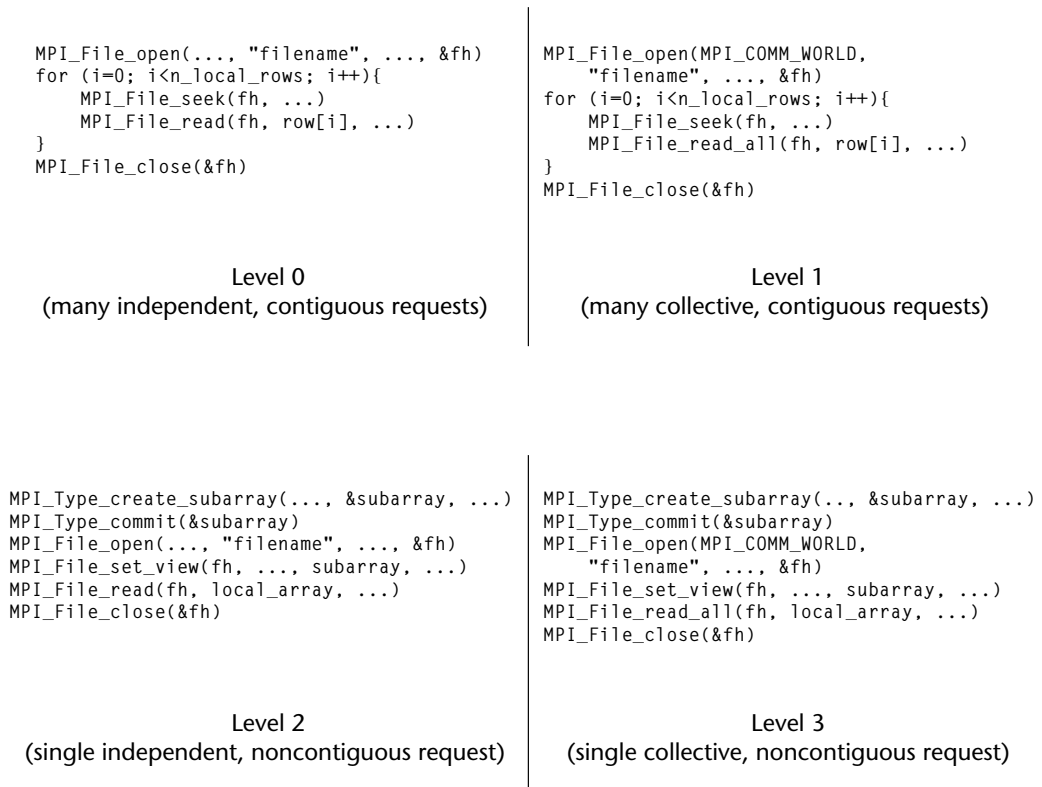 MPI_File_open(..., "filename", ..., &fh)
for (i=0; i<n_local_rows; i++){
    MPI_File_seek(fh, ...)
    MPI_File_read(fh, row[i], ...)
}
MPI_File_close(&fh)
Level 0
(many independent, contiguous requests)
MPI_File_open(MPI_COMM_WORLD,
    "filename", ..., &fh)
for (i=0; i<n_local_rows; i++){
    MPI_File_seek(fh, ...)
    MPI_File_read_all(fh, row[i], ...)
}
MPI_File_close(&fh)
Level 1
(many collective, contiguous requests)
MPI_Type_create_subarray(..., &subarray, ...)
MPI_Type_commit(&subarray)
MPI_File_open(..., "filename", ..., &fh)
MPI_File_set_view(fh, ..., subarray, ...)
MPI_File_read(fh, local_array, ...)
MPI_File_close(&fh)
Level 2
(single independent, noncontiguous request)
MPI_Type_create_subarray(.., &subarray, ...)
MPI_Type_commit(&subarray)
MPI_File_open(MPI_COMM_WORLD,
    "filename", ..., &fh)
MPI_File_set_view(fh, ..., subarray, ...)
MPI_File_read_all(fh, local_array, ...)
MPI_File_close(&fh)
Level 3
(single collective, noncontiguous request)